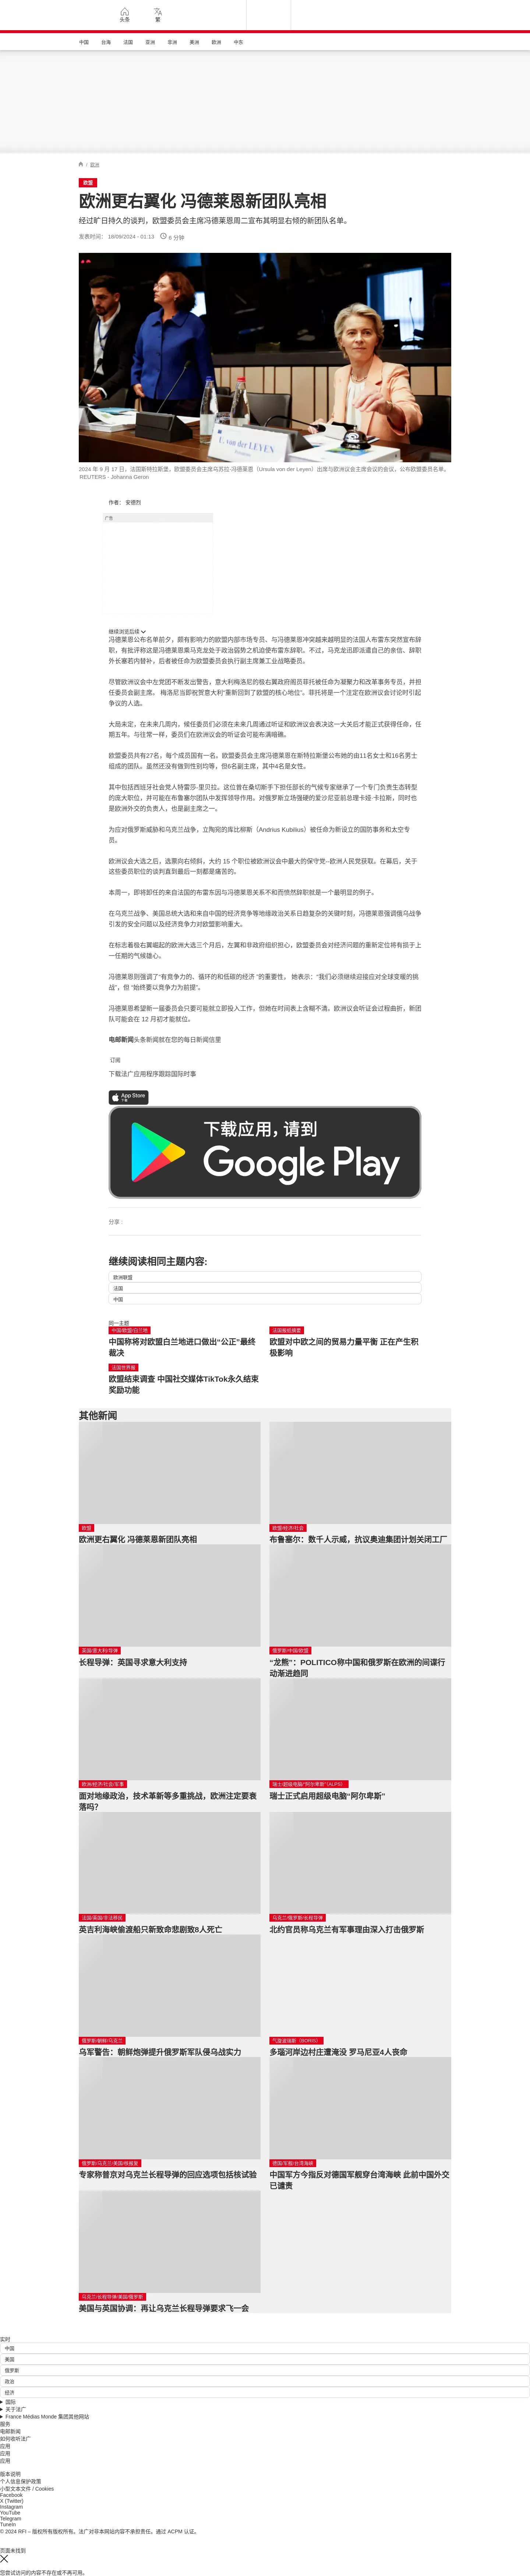 头条
繁
中国
台海
法国
亚洲
非洲
美洲
欧洲
中东
/ 欧洲
欧盟
欧洲更右翼化 冯德莱恩新团队亮相
经过旷日持久的谈判，欧盟委员会主席冯德莱恩周二宣布其明显右倾的新团队名单。
发表时间： 18/09/2024 - 01:13
6 分钟
U. von der LEYEN
2024 年 9 月 17 日，法国斯特拉斯堡，欧盟委员会主席乌苏拉·冯德莱恩（Ursula von der Leyen）出席与欧洲议会主席会议的会议，公布欧盟委员名单。
REUTERS - Johanna Geron
作者： 安德烈
广告
继续浏览后续
冯德莱恩公布名单前夕，颇有影响力的欧盟内部市场专员、与冯德莱恩冲突越来越明显的法国人布雷东突然宣布辞
职，有批评称这是冯德莱恩乘马克龙处于政治弱势之机迫使布雷东辞职。不过，马克龙迅即派遣自己的亲信、辞职
外长塞若内替补，后者被任命为欧盟委员会执行副主席兼工业战略委员。
尽管欧洲议会中左党团不断发出警告，意大利梅洛尼的极右翼政府阁员菲托被任命为凝聚力和改革事务专员，并担
任委员会副主席。 梅洛尼当即祝贺意大利“重新回到了欧盟的核心地位”。菲托将是一个注定在欧洲议会讨论时引起
争议的人选。
大局未定，在未来几周内，候任委员们必须在未来几周通过听证和欧洲议会表决这一大关后才能正式获得任命，任
期五年。与往常一样，委员们在欧洲议会的听证会可能布满暗礁。
欧盟委员共有27名，每个成员国有一名。欧盟委员会主席冯德莱恩在斯特拉斯堡公布她的由11名女士和16名男士
组成的团队。虽然还没有做到性别均等，但6名副主席，其中4名是女性。
其中包括西班牙社会党人特雷莎·里贝拉。这位曾在桑切斯手下担任部长的气候专家继承了一个专门负责生态转型
的庞大职位，并可能在布鲁塞尔团队中发挥领导作用。对俄罗斯立场强硬的爱沙尼亚前总理卡娅·卡拉斯，同时也
是欧洲外交的负责人，也是副主席之一。
为应对俄罗斯威胁和乌克兰战争，立陶宛的库比柳斯（Andrius Kubilius）被任命为新设立的国防事务和太空专
员。
欧洲议会大选之后，选票向右倾斜，大约 15 个职位被欧洲议会中最大的保守党--欧洲人民党获取。在幕后，关于
这些委员职位的谈判直到最后一刻都是痛苦的。
本周一，即将卸任的来自法国的布雷东因与冯德莱恩关系不和而愤然辞职就是一个最明显的例子。
在乌克兰战争、美国总统大选和来自中国的经济竞争等地缘政治关系日趋复杂的关键时刻，冯德莱恩强调俄乌战争
引发的安全问题以及经济竞争力对欧盟影响重大。
在标志着极右翼崛起的欧洲大选三个月后，左翼和非政府组织担心，欧盟委员会对经济问题的重新定位将有损于上
一任期的气候雄心。
冯德莱恩则强调了“有竞争力的、循环的和低碳的经济 ”的重要性。 她表示：“我们必须继续迎接应对全球变暖的挑
战”，但 “始终要以竞争力为前提”。
冯德莱恩希望新一届委员会只要可能就立即投入工作，但她在时间表上含糊不清。欧洲议会听证会过程曲折，新团
队可能会在 12 月初才能就位。
电邮新闻头条新闻就在您的每日新闻信里
订阅
下载法广应用程序跟踪国际时事
App Store
下载应用，请到
Google Play
分享 :
继续阅读相同主题内容:
欧洲联盟
法国
中国
同一主题
中国/欧盟/白兰地
中国称将对欧盟白兰地进口做出“公正”最终
裁决
法国报纸摘要
欧盟对中欧之间的贸易力量平衡 正在产生积
极影响
法国世界报
欧盟结束调查 中国社交媒体TikTok永久结束
奖励功能
其他新闻
欧盟
欧洲更右翼化 冯德莱恩新团队亮相
欧盟/经济/社会
布鲁塞尔：数千人示威，抗议奥迪集团计划关闭工厂
英国/意大利/导弹
长程导弹：英国寻求意大利支持
俄罗斯/中国/欧盟
“龙熊”：POLITICO称中国和俄罗斯在欧洲的间谍行
动渐进趋同
欧洲/经济/社会/军事
面对地缘政治，技术革新等多重挑战，欧洲注定要衰
落吗?
瑞士/超级电脑/“阿尔卑斯”（ALPS）
瑞士正式启用超级电脑“阿尔卑斯”
法国/英国/非法移民
英吉利海峡偷渡船只新致命悲剧致8人死亡
乌克兰/俄罗斯/长程导弹
北约官员称乌克兰有军事理由深入打击俄罗斯
俄罗斯/朝鲜/乌克兰
乌军警告：朝鲜炮弹提升俄罗斯军队侵乌战实力
气旋波瑞斯（BORIS）
多瑙河岸边村庄遭淹没 罗马尼亚4人丧命
俄罗斯/乌克兰/美国/核报复
专家称普京对乌克兰长程导弹的回应选项包括核试验
德国/军舰/台湾海峡
中国军方今指反对德国军舰穿台湾海峡 此前中国外交
已谴责
乌克兰/长程导弹/美国/俄罗斯
美国与英国协调：再让乌克兰长程导弹要求飞一会
实时
中国
美国
俄罗斯
政治
经济
国际
关于法广
France Médias Monde 集团其他网站
服务
电邮新闻
如何收听法广
应用
应用
应用
版本说明
个人信息保护政策
小型文本文件 / Cookies
Facebook
X (Twitter)
Instagram
YouTube
Telegram
TuneIn
© 2024 RFI – 版权所有版权所有。法广对非本网站内容不承担责任。通过 ACPM 认证。
页面未找到
您尝试访问的内容不存在或不再可用。